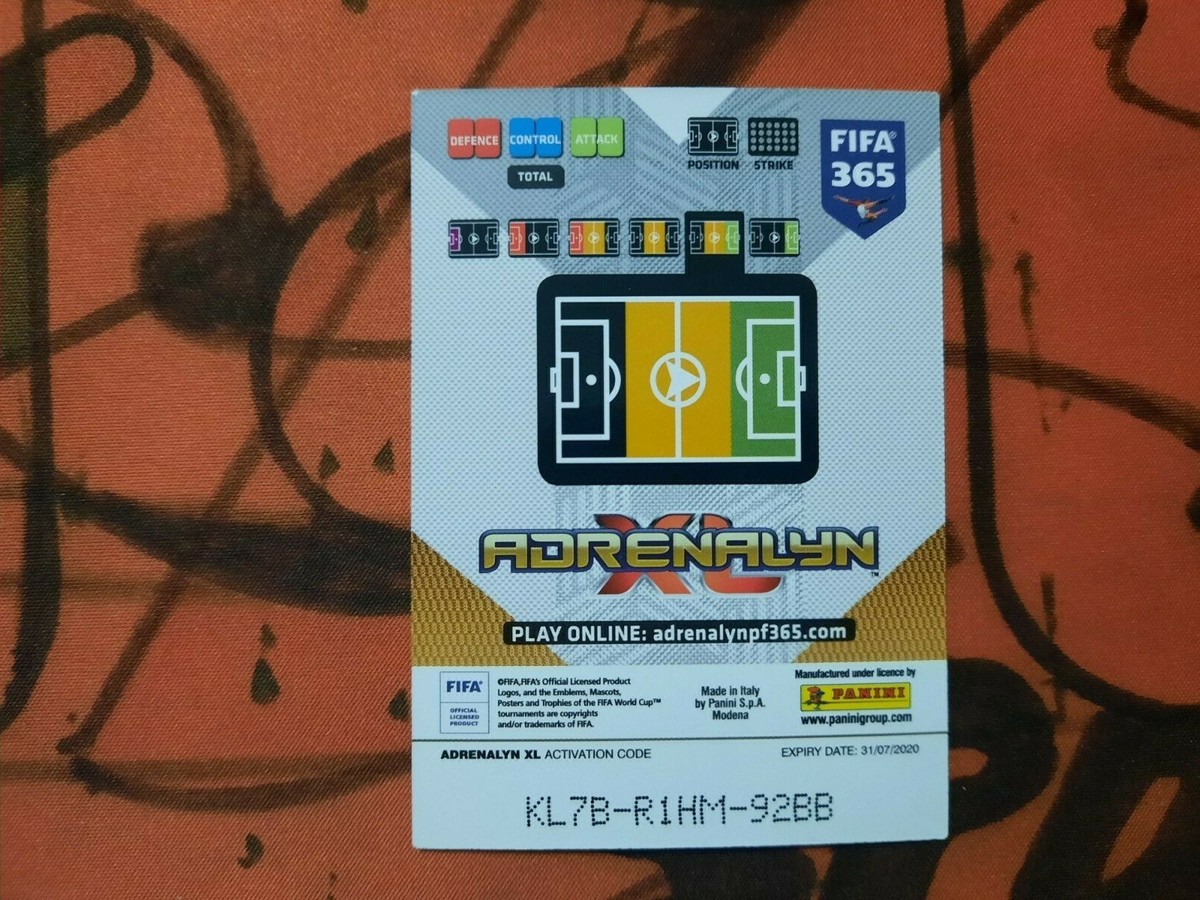 DEFENCE CONTROL ATTACK
TOTAL
POSITION STRIKE
FIFA®
365
ADRENALYN
XL
™
PLAY ONLINE: adrenalynpf365.com
FIFA®
OFFICIAL
LICENSED
PRODUCT
©FIFA,FIFA's Official Licensed Product
Logos, and the Emblems, Mascots,
Posters and Trophies of the FIFA World Cup™
tournaments are copyrights
and/or trademarks of FIFA.
Made in Italy
by Panini S.p.A.
Modena
Manufactured under licence by
PANINI
www.paninigroup.com
ADRENALYN XL ACTIVATION CODE
EXPIRY DATE: 31/07/2020
KL7B-R1HM-92BB